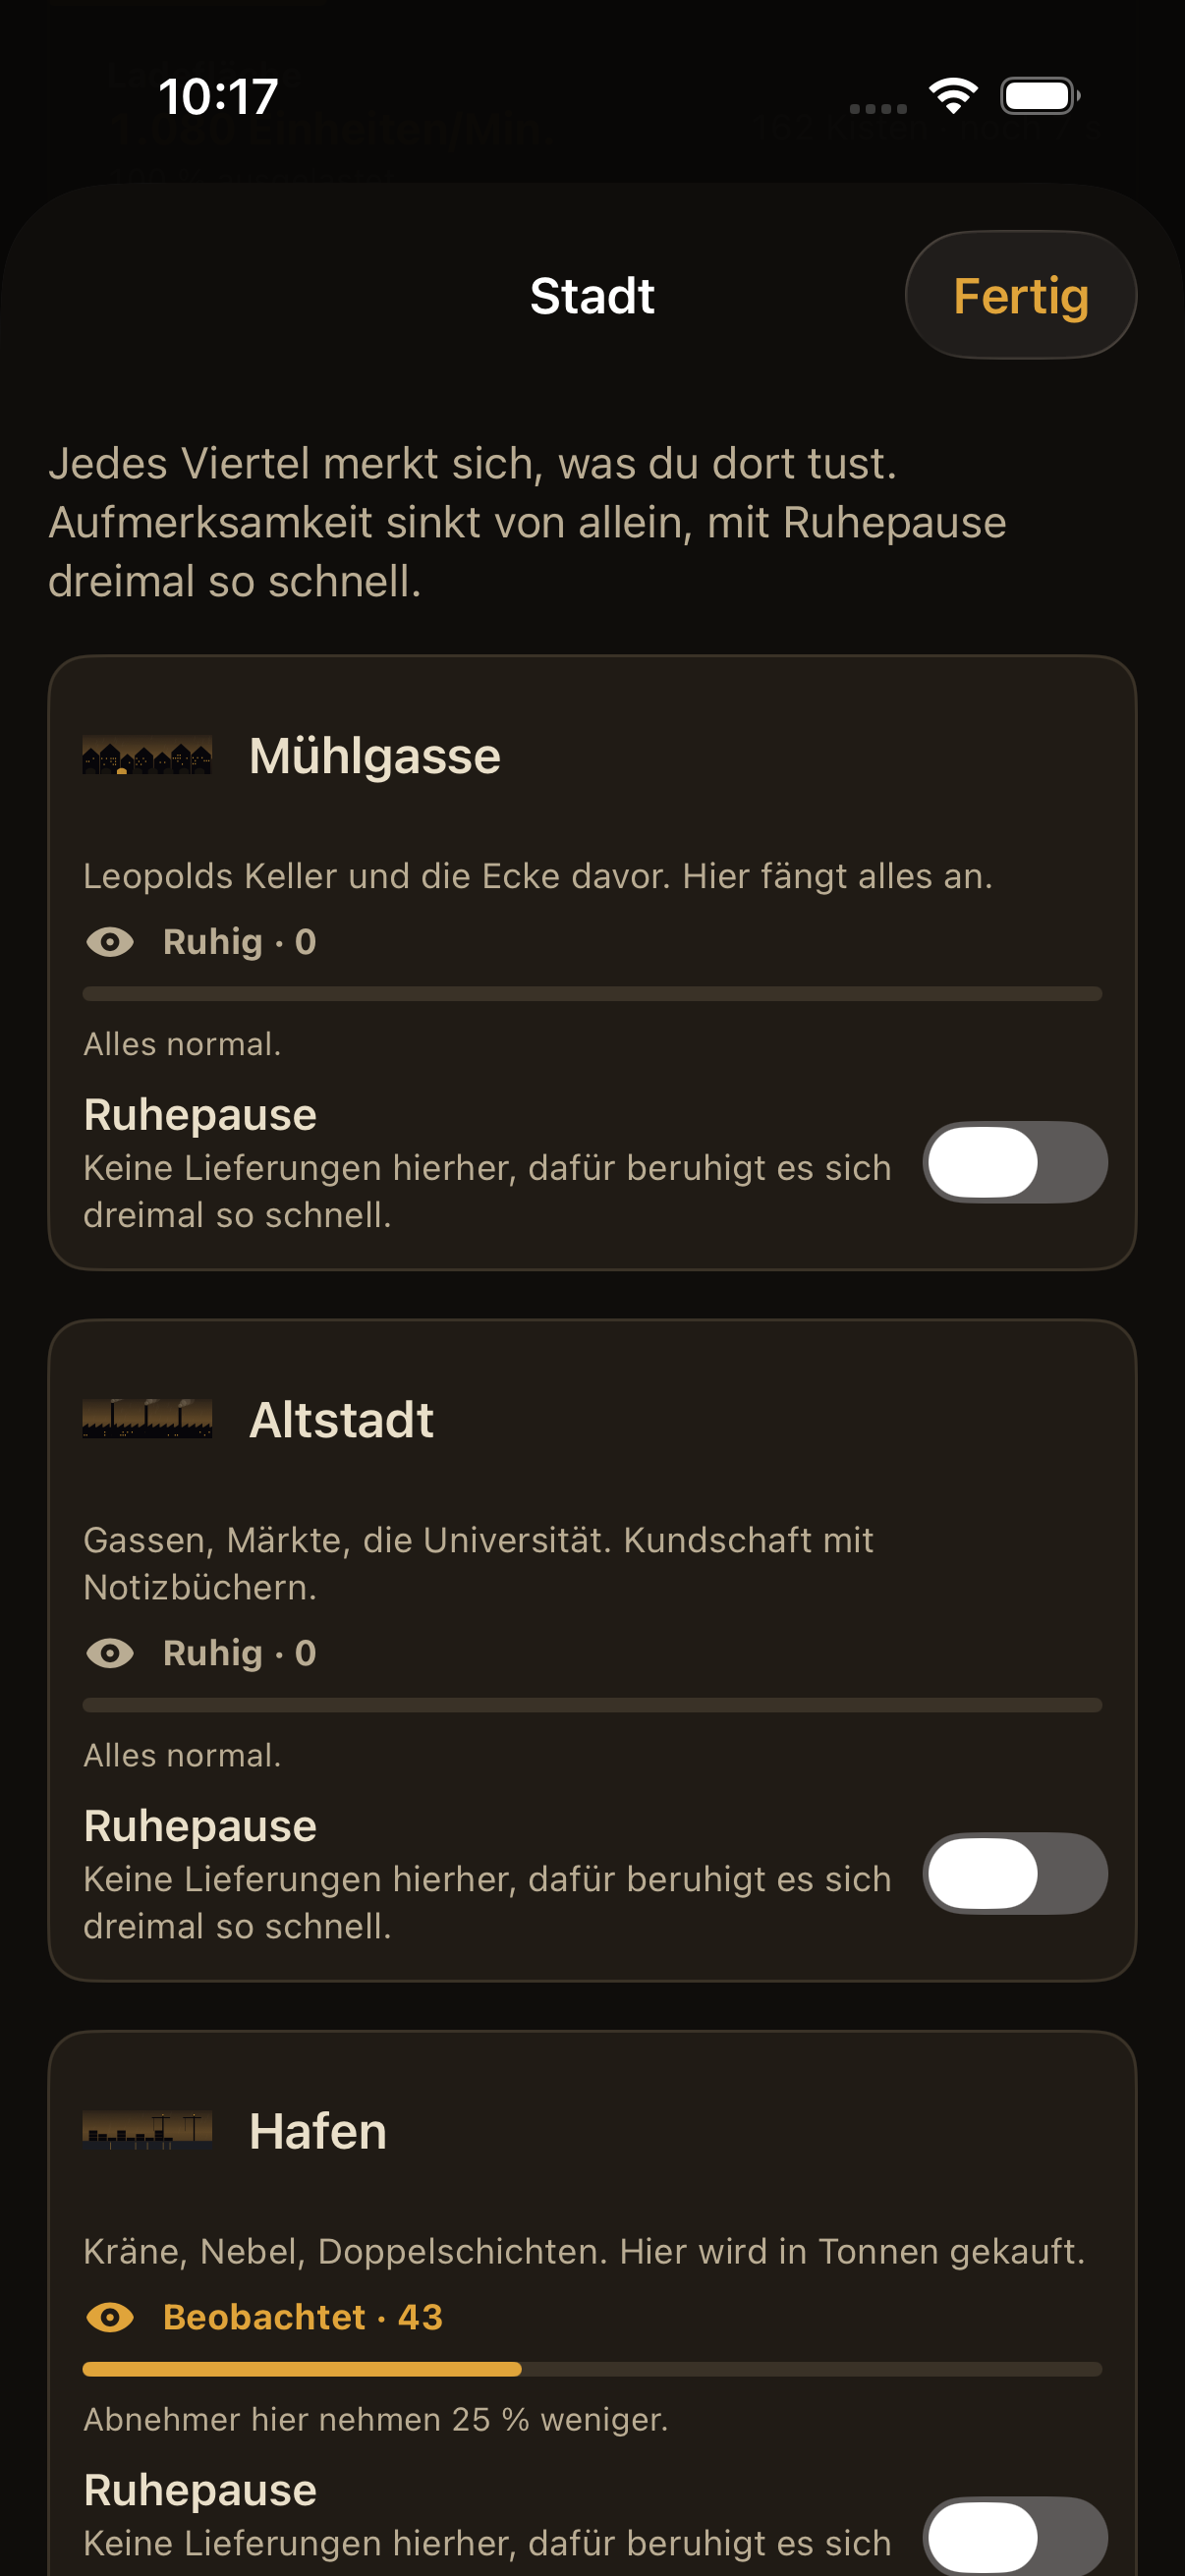 10:17
Stadt
Fertig
Jedes Viertel merkt sich, was du dort tust.
Aufmerksamkeit sinkt von allein, mit Ruhepause
dreimal so schnell.
Mühlgasse
Leopolds Keller und die Ecke davor. Hier fängt alles an.
Ruhig · 0
Alles normal.
Ruhepause
Keine Lieferungen hierher, dafür beruhigt es sich
dreimal so schnell.
Altstadt
Gassen, Märkte, die Universität. Kundschaft mit
Notizbüchern.
Ruhig · 0
Alles normal.
Ruhepause
Keine Lieferungen hierher, dafür beruhigt es sich
dreimal so schnell.
Hafen
Kräne, Nebel, Doppelschichten. Hier wird in Tonnen gekauft.
Beobachtet · 43
Abnehmer hier nehmen 25 % weniger.
Ruhepause
Keine Lieferungen hierher, dafür beruhigt es sich